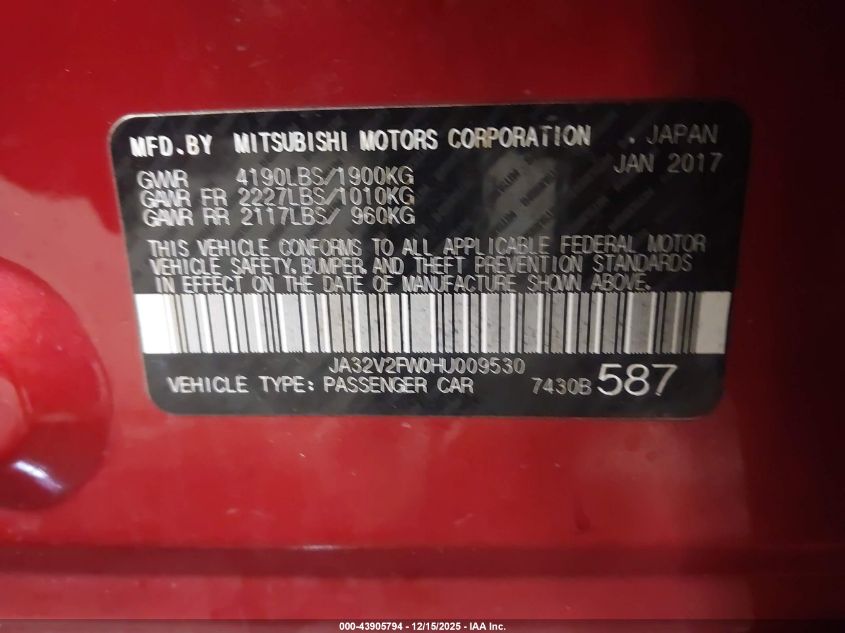 MFD.BY MITSUBISHI MOTORS CORPORATION . JAPAN
JAN 2017
GWWR 4190LBS/1900KG
GAWR FR 2227LBS/1010KG
GAWR RR 2117LBS/ 960KG
THIS VEHICLE CONFORMS TO ALL APPLICABLE FEDERAL MOTOR
VEHICLE SAFETY, BUMPER, AND THEFT PREVENTION STANDARDS
IN EFFECT ON THE DATE OF MANUFACTURE SHOWN ABOVE.
JA32V2FW0HU009530
VEHICLE TYPE: PASSENGER CAR 7430B 587
000-43905794 - 12/15/2025 - IAA Inc.